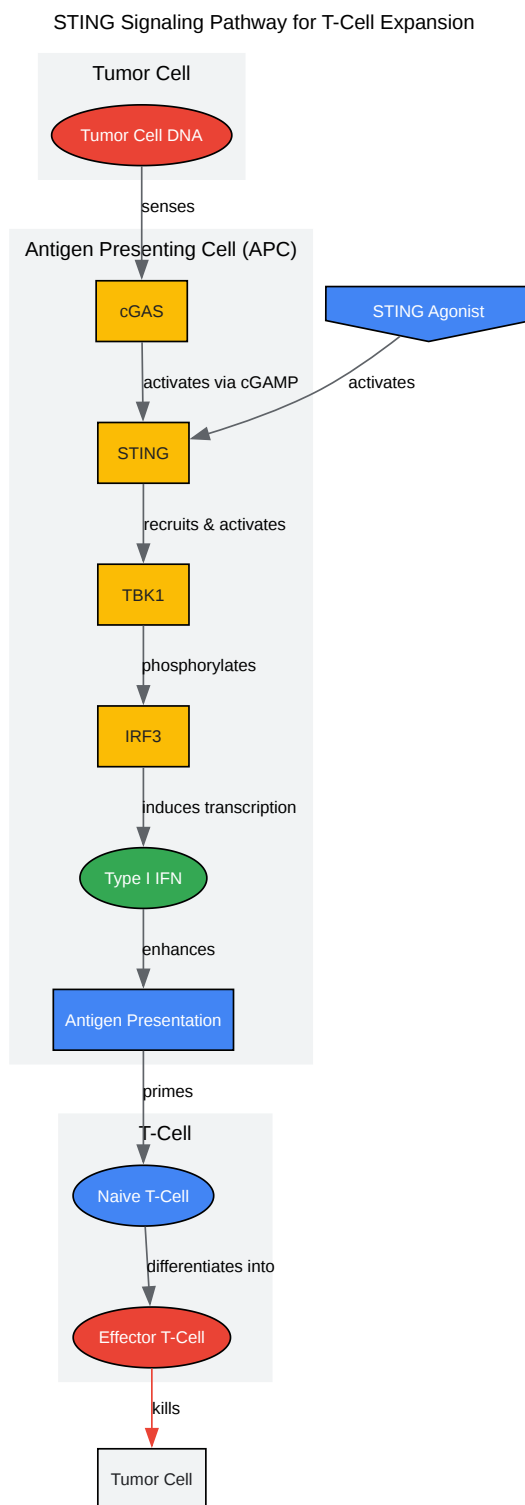 STING Signaling Pathway for T-Cell Expansion
Tumor Cell
Tumor Cell DNA
senses
Antigen Presenting Cell (APC)
cGAS
STING Agonist
activates via cGAMP
activates
STING
recruits & activates
TBK1
phosphorylates
IRF3
induces transcription
Type I IFN
enhances
Antigen Presentation
primes
T-Cell
Naive T-Cell
differentiates into
Effector T-Cell
kills
Tumor Cell